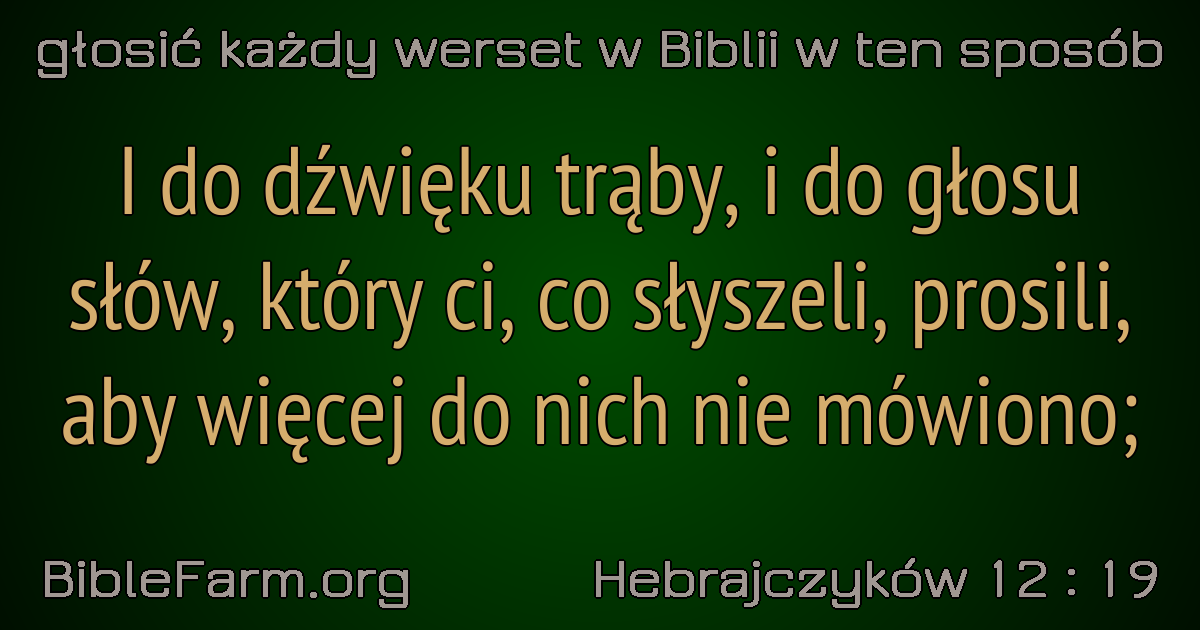 głosić każdy werset w Biblii w ten sposób
I do dźwięku trąby, i do głosu
słów, który ci, co słyszeli, prosili,
aby więcej do nich nie mówiono;
BibleFarm.org
Hebrajczyków 12 : 19